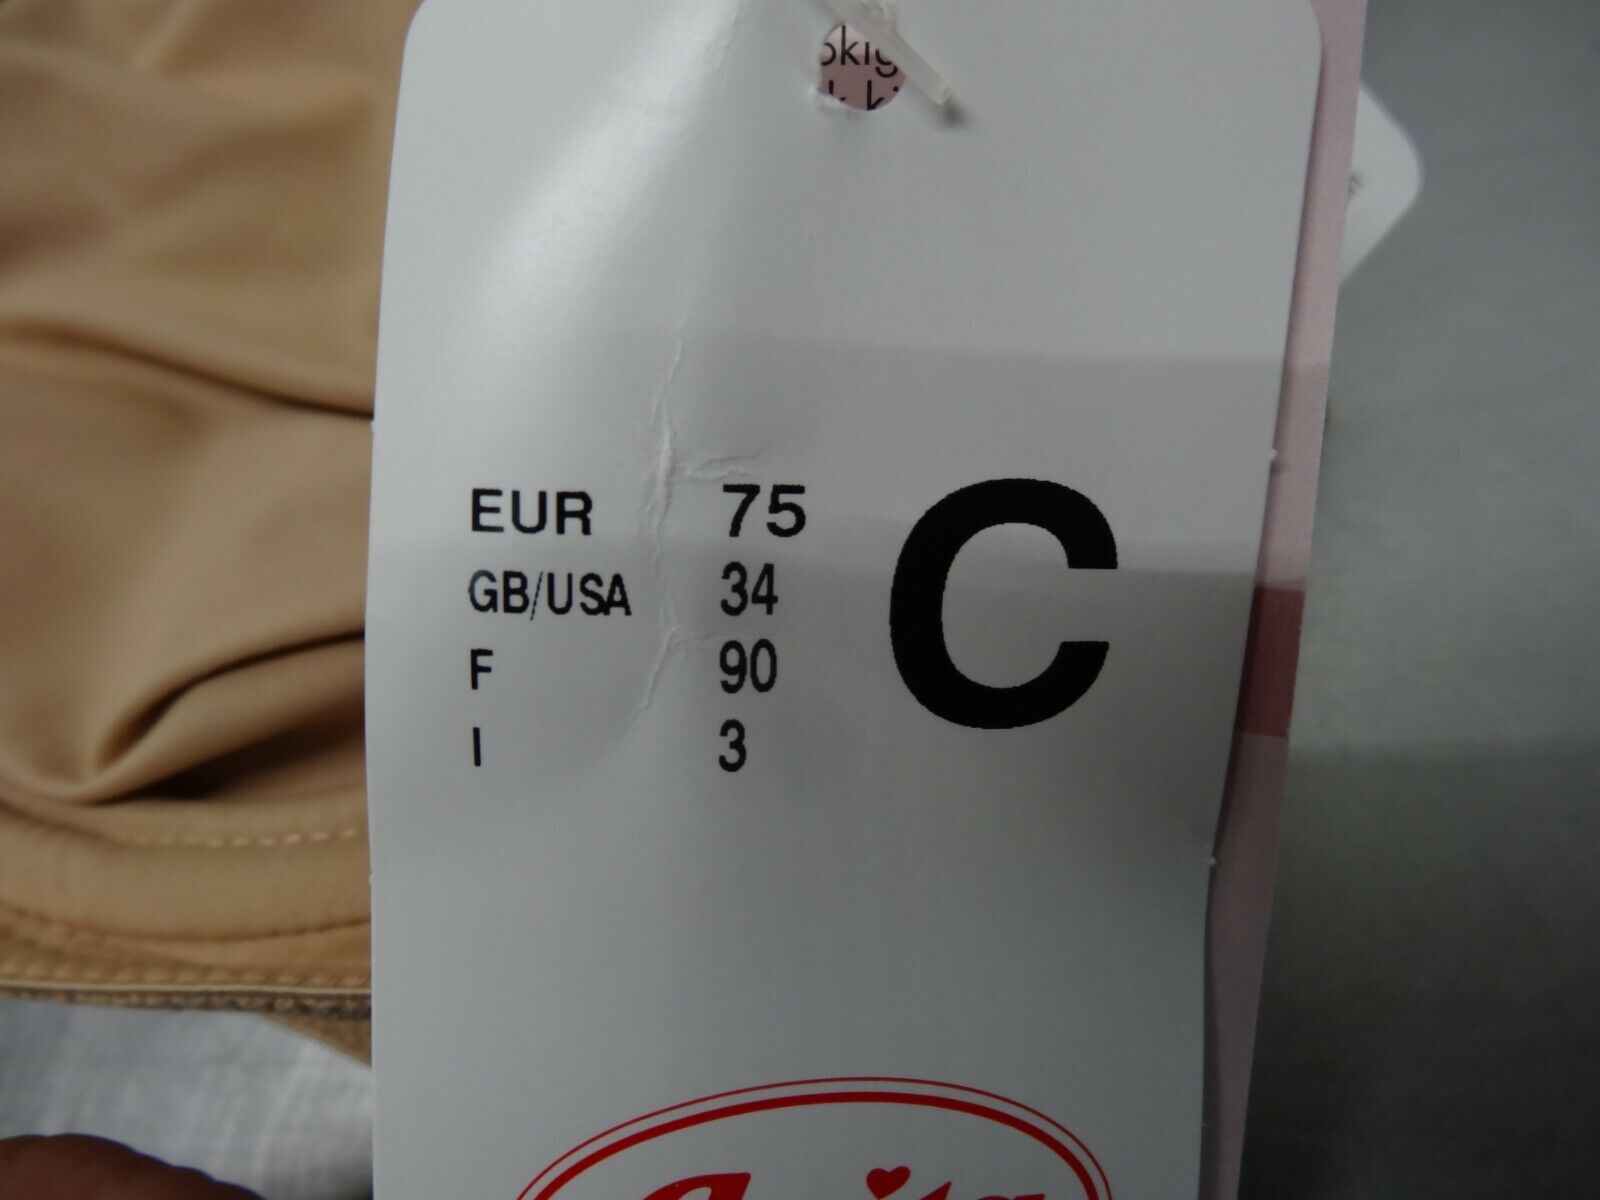 EUR 75 C
GB/USA 34
F 90
I 3